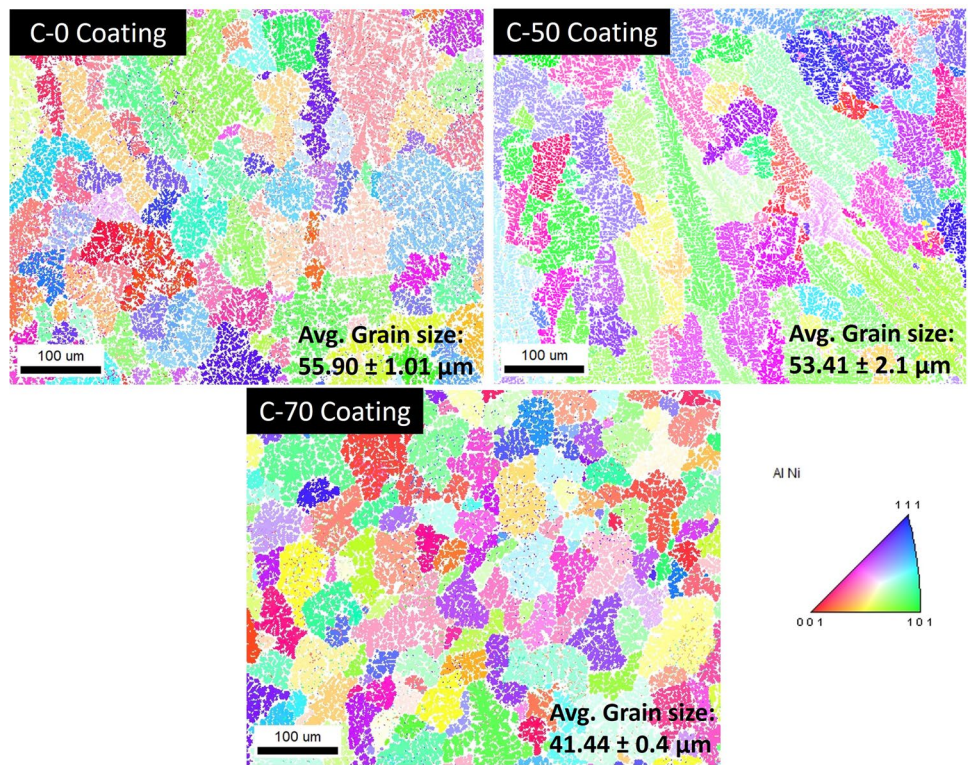 C-0 Coating
100 um
Avg. Grain size:
55.90 ± 1.01 µm
C-50 Coating
100 um
Avg. Grain size:
53.41 ± 2.1 µm
C-70 Coating
100 um
Avg. Grain size:
41.44 ± 0.4 µm
Al Ni
1 1 1
0 0 1
1 0 1